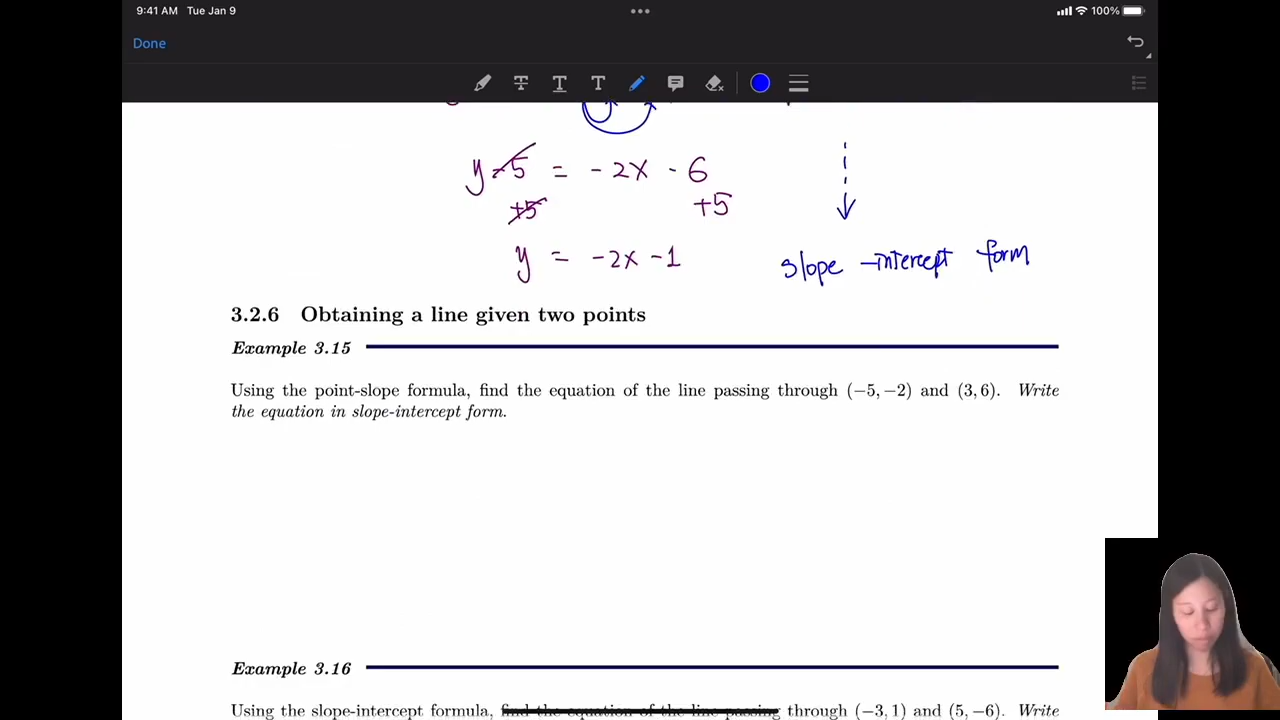 9:41 AM Tue Jan 9
100%
Done
y - 5 = - 2x - 6
+5 +5
y = - 2x - 1
slope - intercept form
3.2.6 Obtaining a line given two points
Example 3.15
Using the point-slope formula, find the equation of the line passing through (−5, −2) and (3, 6). Write
the equation in slope-intercept form.
Example 3.16
Using the slope-intercept formula, find the equation of the line passing through (−3, 1) and (5, −6). Write